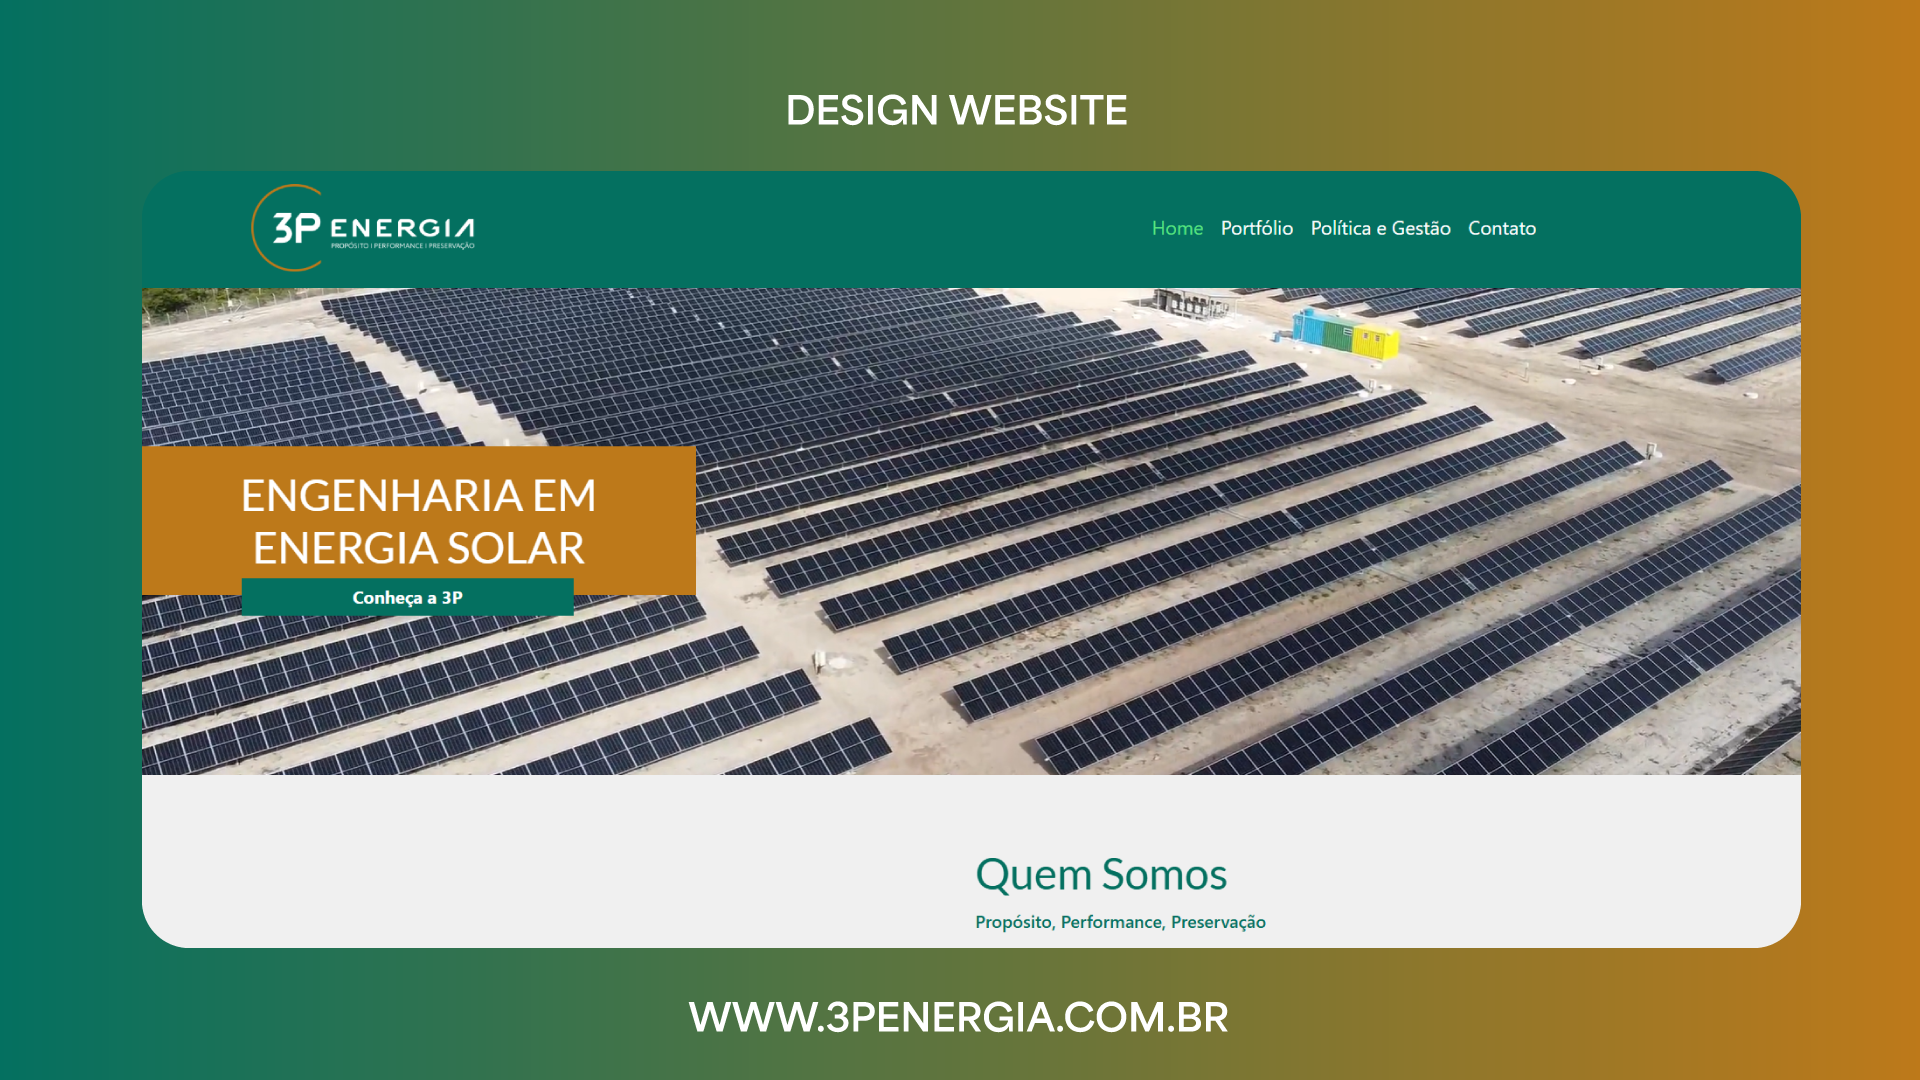 DESIGN WEBSITE
3P ENERGIA
PROPÓSITO | PERFORMANCE | PRESERVAÇÃO
Home Portfólio Política e Gestão Contato
ENGENHARIA EM
ENERGIA SOLAR
Conheça a 3P
Quem Somos
Propósito, Performance, Preservação
WWW.3PENERGIA.COM.BR